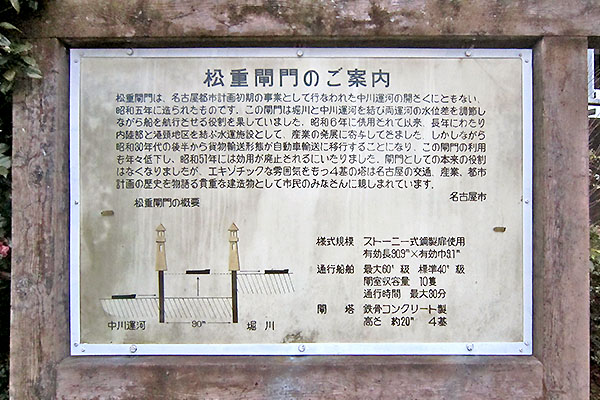 松重閘門のご案内
松重閘門は、名古屋都市計画初期の事業として行なわれた中川運河の開さくにともない、
昭和五年に造られたものです。この閘門は堀川と中川運河を結び両運河の水位差を調節し
ながら船を航行させる役割を果していました。昭和6年に供用されて以来、長年にわたり
内陸部と港頭地区を結ぶ水運施設として、産業の発展に寄与してきました。しかしながら
昭和30年代の後半から貨物輸送形態が自動車輸送に移行することになり、この閘門の利用
も年々低下し、昭和51年には効用が廃止されるにいたりました。閘門としての本来の役割
はなくなりましたが、エキゾチックな雰囲気をもつ4基の塔は名古屋の交通、産業、都市
計画の歴史を物語る貴重な建造物として市民のみなさんに親しまれています。
名古屋市
松重閘門の概要
中川運河
90m
堀川
様式規模 ストーニー式鋼製扉使用
有効長90.9m×有効巾9.1m
通行船舶 最大60t級 標準40t級
閘室収容量 10隻
通行時間 最大30分
閘塔 鉄骨コンクリート製
高さ 約20m 4基